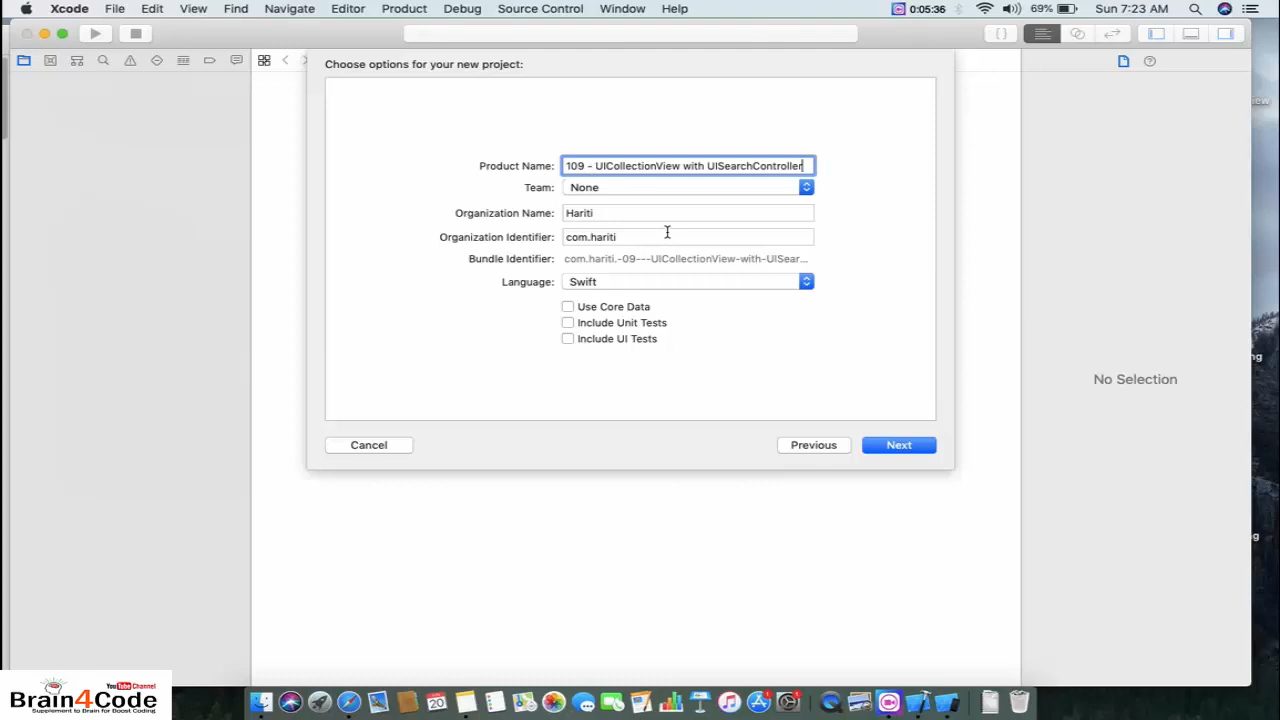 Xcode File Edit View Find Navigate Editor Product Debug Source Control Window Help 00:05:36 69% Sun 7:23 AM
Choose options for your new project:
Product Name: 109 - UICollectionView with UISearchController
Team: None
Organization Name: Hariti
Organization Identifier: com.hariti
Bundle Identifier: com.hariti.-09---UICollectionView-with-UISear...
Language: Swift
Use Core Data
Include Unit Tests
Include UI Tests
No Selection
Cancel Previous Next
YouTube Channel
Brain4Code
Supplement to Brain for Boost Coding
20